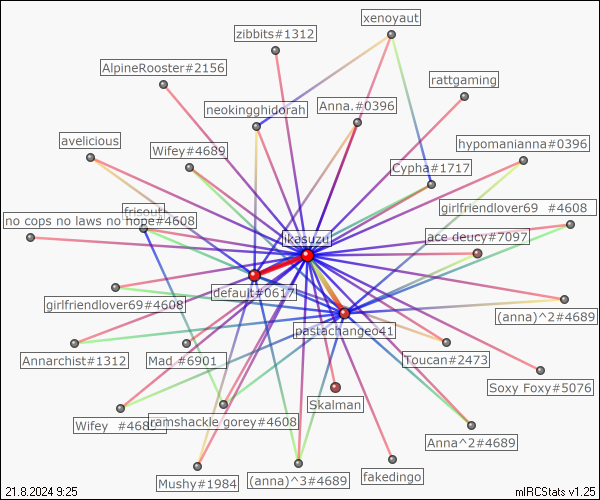 xenoyaut
zibbits#1312
AlpineRooster#2156
rattgaming
neokingghidorah
Anna.#0396
avelicious
Wifey#4689
hypomanianna#0396
Cypha#1717
girlfriendlover69 #4608
frisout
no cops no laws no hope#4608
ikasuzu
ace deucy#7097
default#0617
girlfriendlover69#4608
(anna)^2#4689
pastachangeo41
Annarchist#1312
Mad #6901
Toucan#2473
Soxy Foxy#5076
Skalman
Wifey #4689
ramshackle gorey#4608
Anna^2#4689
Mushy#1984
(anna)^3#4689
fakedingo
21.8.2024 9:25
mIRCStats v1.25